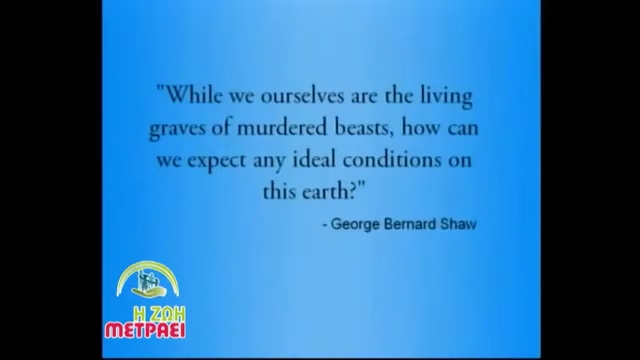 "While we ourselves are the living
graves of murdered beasts, how can
we expect any ideal conditions on
this earth?"
- George Bernard Shaw
Η ΖΩΗ
ΜΕΤΡΑΕΙ